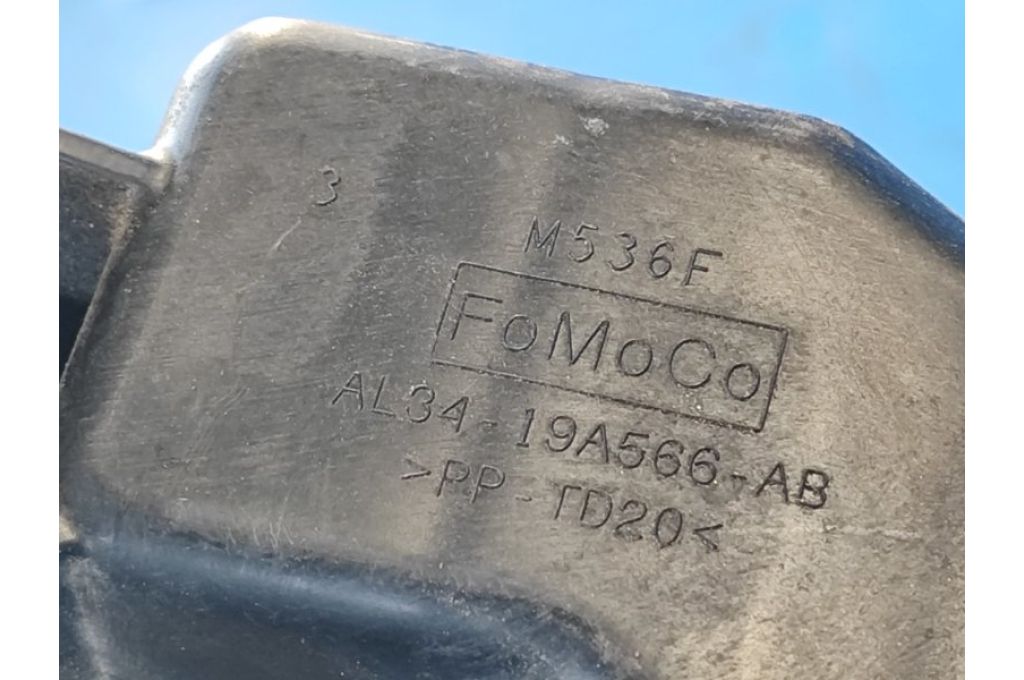 3
M536F
FoMoCo
AL34-19A566-AB
>PP-TD20<